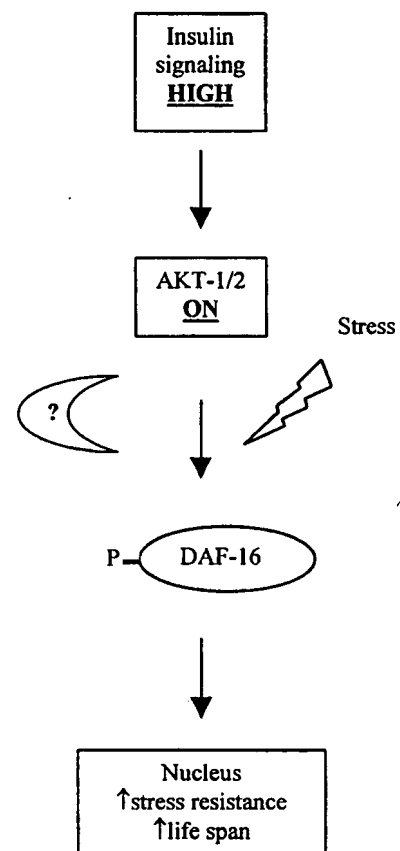 Insulin
signaling
HIGH
AKT-1/2
ON
Stress
?
P
DAF-16
Nucleus
↑stress resistance
↑life span